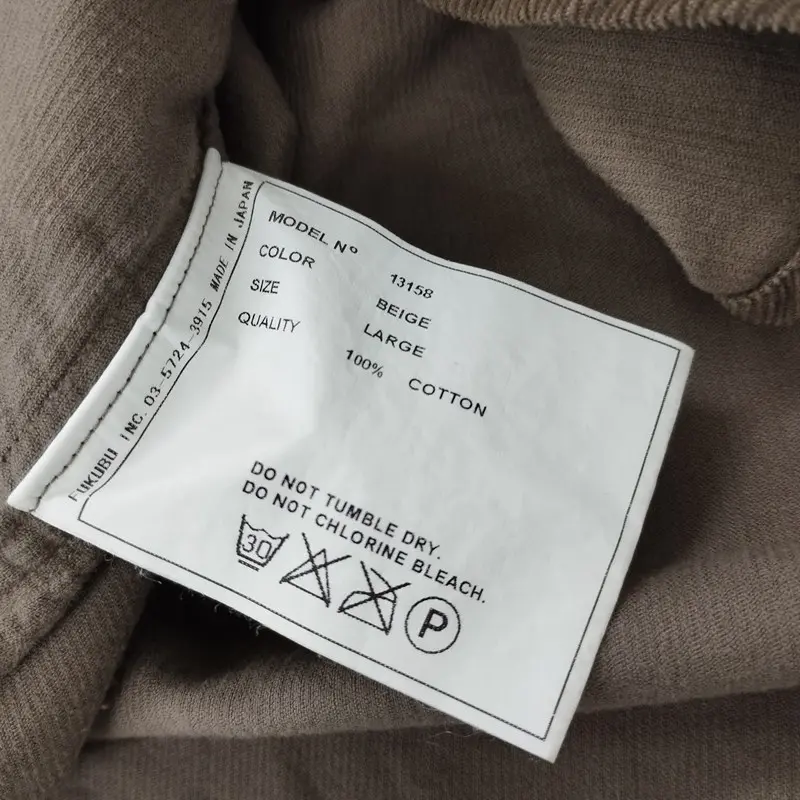 FUKUBU INC. 03-5724-3915 MADE IN JAPAN
MODEL Nº 13158
COLOR BEIGE
SIZE LARGE
QUALITY 100% COTTON
DO NOT TUMBLE DRY.
DO NOT CHLORINE BLEACH.
30 P